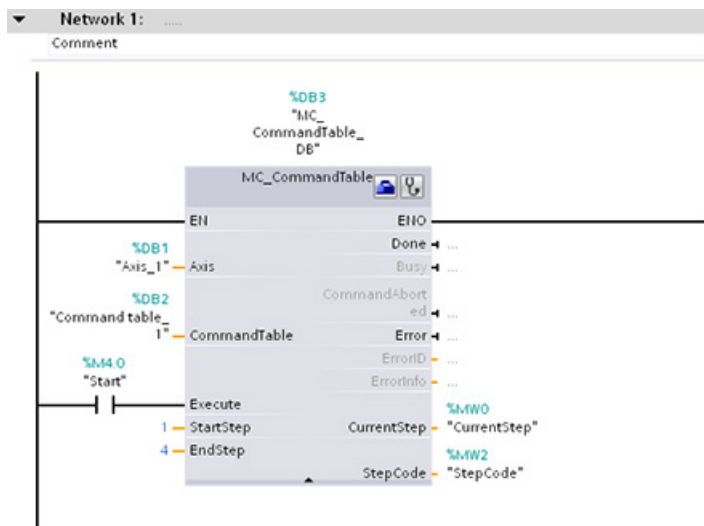 Network 1: .....
Comment
%DB3
"MC_
CommandTable_
DB"
MC_CommandTable
EN
ENO
Done ...
%DB1
"Axis_1"
Axis
Busy ...
%DB2
"Command table_
1"
CommandTable
CommandAbort
ed ...
Error ...
ErrorID ...
ErrorInfo ...
%M4.0
"Start"
Execute
1
StartStep
4
EndStep
%MW0
CurrentStep
"CurrentStep"
%MW2
StepCode
"StepCode"